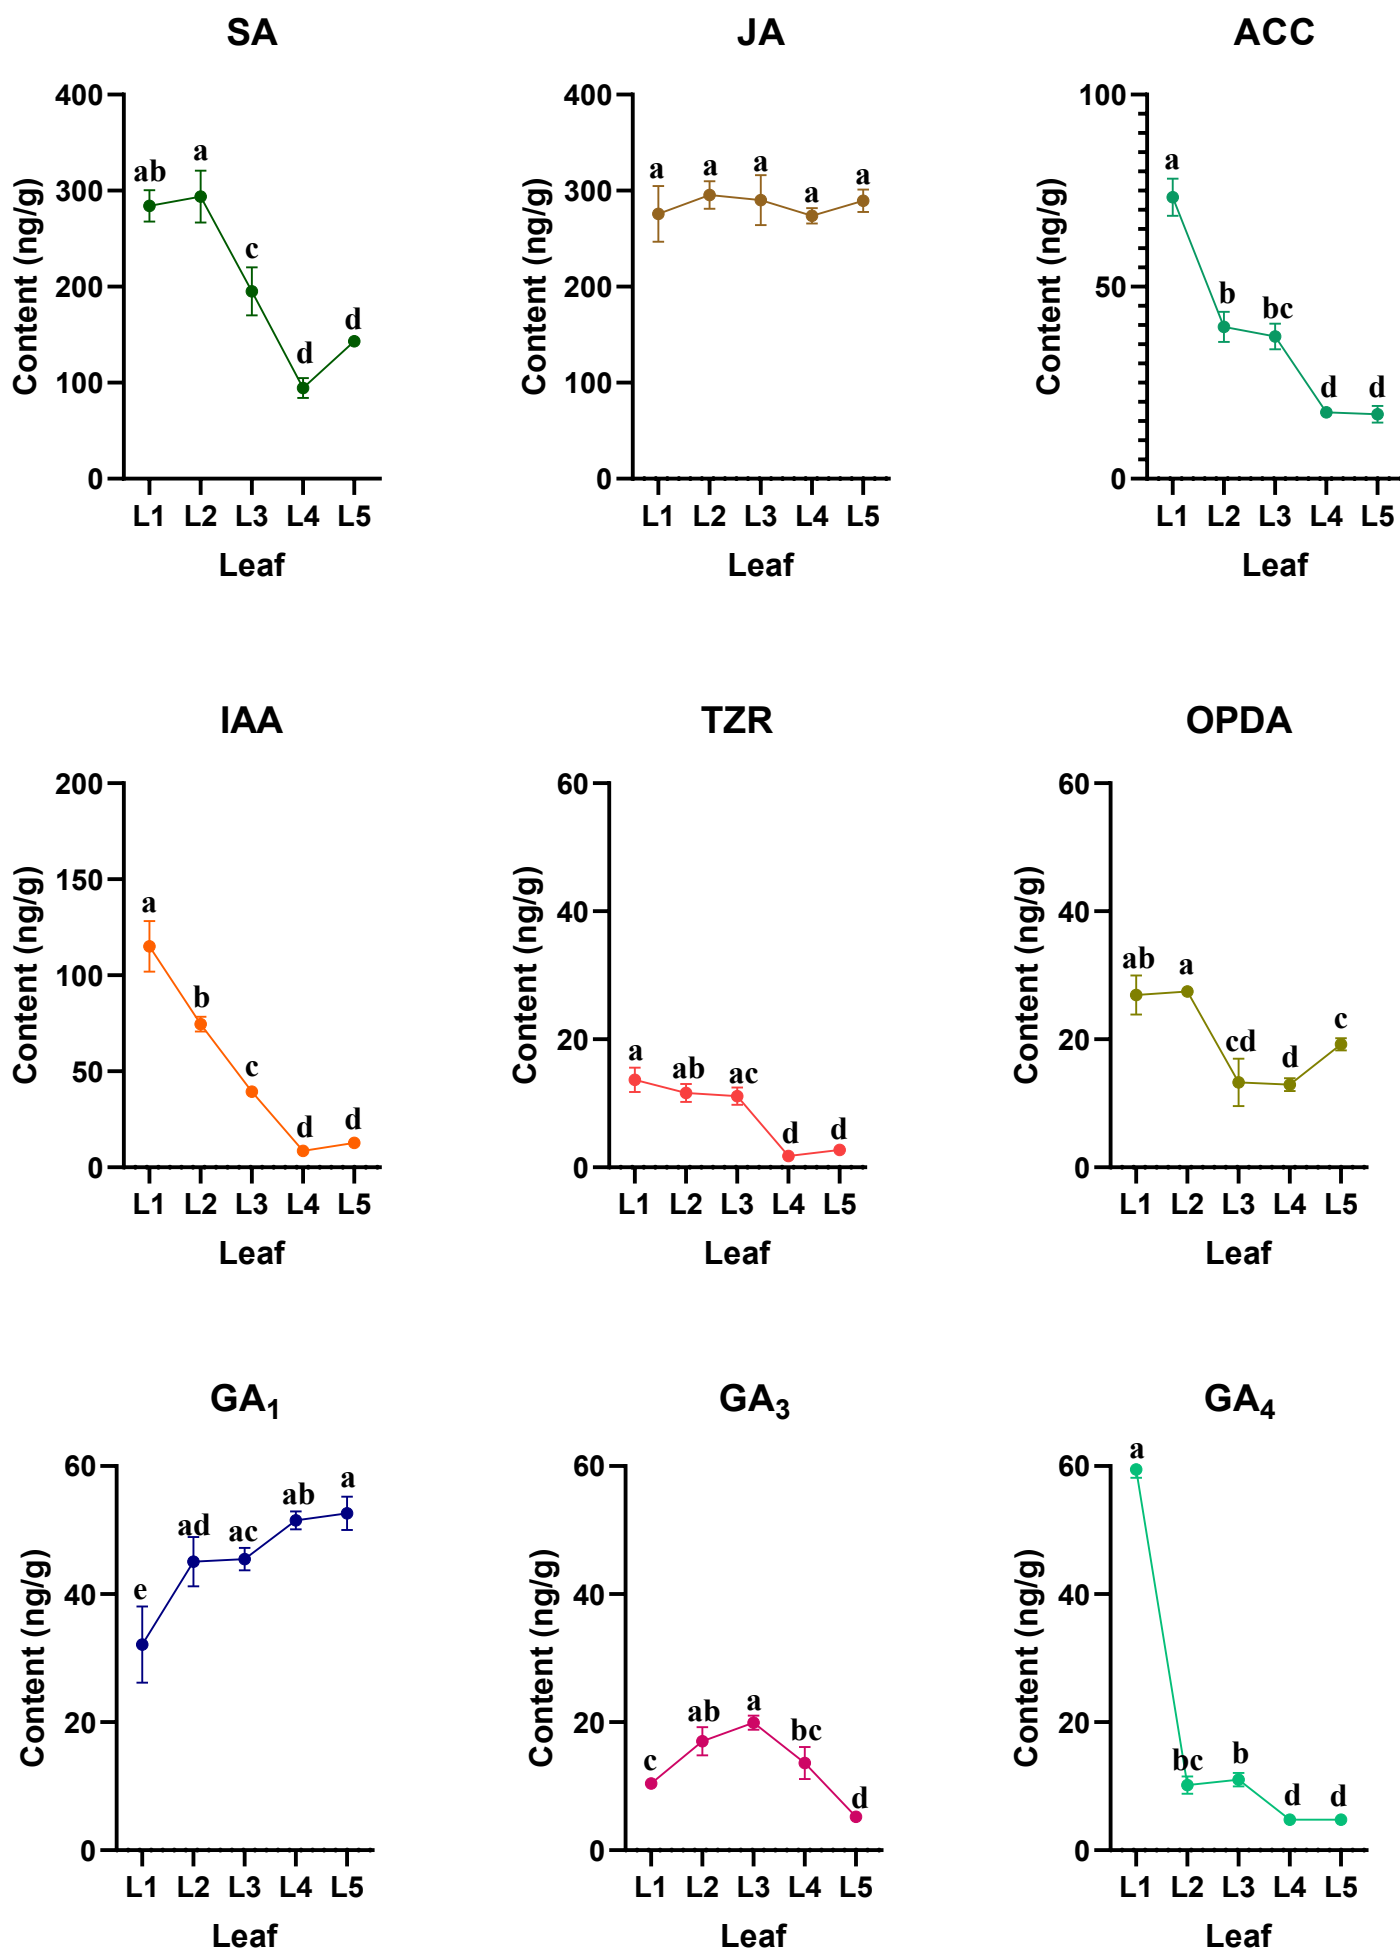 SA
Content (ng/g)
400
300
200
100
0
ab
a
c
d
d
L1 L2 L3 L4 L5
Leaf
JA
Content (ng/g)
400
300
200
100
0
a
a
a
a
a
L1 L2 L3 L4 L5
Leaf
ACC
Content (ng/g)
100
50
0
a
b
bc
d
d
L1 L2 L3 L4 L5
Leaf
IAA
Content (ng/g)
200
150
100
50
0
a
b
c
d
d
L1 L2 L3 L4 L5
Leaf
TZR
Content (ng/g)
60
40
20
0
a
ab
ac
d
d
L1 L2 L3 L4 L5
Leaf
OPDA
Content (ng/g)
60
40
20
0
ab
a
cd
d
c
L1 L2 L3 L4 L5
Leaf
GA₁
Content (ng/g)
60
40
20
0
e
ad
ac
ab
a
L1 L2 L3 L4 L5
Leaf
GA₃
Content (ng/g)
60
40
20
0
c
ab
a
bc
d
L1 L2 L3 L4 L5
Leaf
GA₄
Content (ng/g)
60
40
20
0
a
bc
b
d
d
L1 L2 L3 L4 L5
Leaf